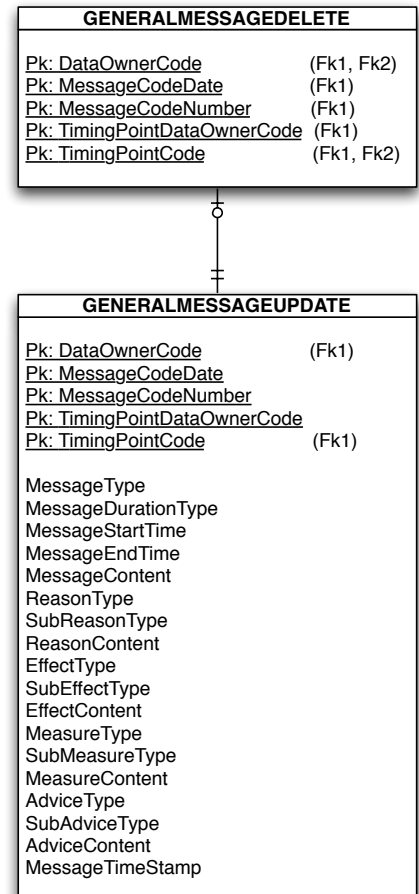 GENERALMESSAGEDELETE
Pk: DataOwnerCode (Fk1, Fk2)
Pk: MessageCodeDate (Fk1)
Pk: MessageCodeNumber (Fk1)
Pk: TimingPointDataOwnerCode (Fk1)
Pk: TimingPointCode (Fk1, Fk2)
GENERALMESSAGEUPDATE
Pk: DataOwnerCode (Fk1)
Pk: MessageCodeDate
Pk: MessageCodeNumber
Pk: TimingPointDataOwnerCode
Pk: TimingPointCode (Fk1)
MessageType
MessageDurationType
MessageStartTime
MessageEndTime
MessageContent
ReasonType
SubReasonType
ReasonContent
EffectType
SubEffectType
EffectContent
MeasureType
SubMeasureType
MeasureContent
AdviceType
SubAdviceType
AdviceContent
MessageTimeStamp